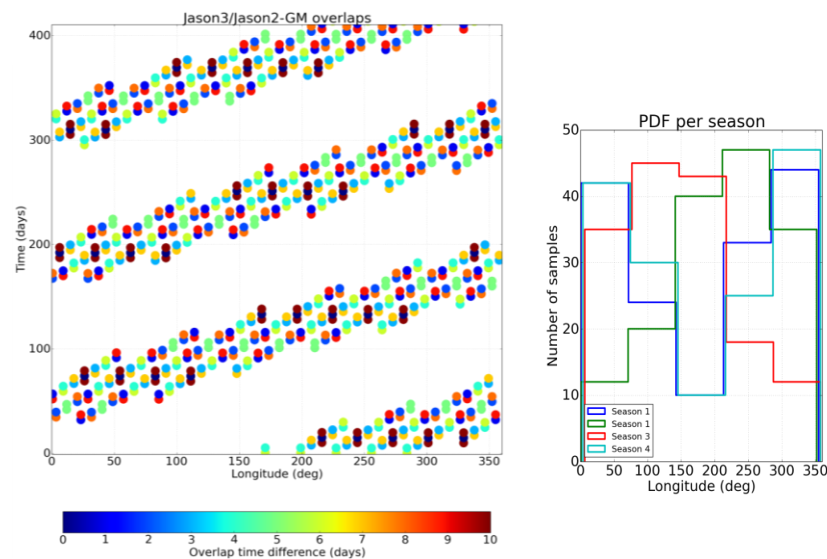 Jason3/Jason2-GM overlaps
400
300
200
100
0
Time (days)
0 50 100 150 200 250 300 350
Longitude (deg)
0 1 2 3 4 5 6 7 8 9 10
Overlap time difference (days)
PDF per season
50
40
30
20
10
0
Number of samples
Season 1
Season 1
Season 3
Season 4
0 50 100 150 200 250 300 350
Longitude (deg)